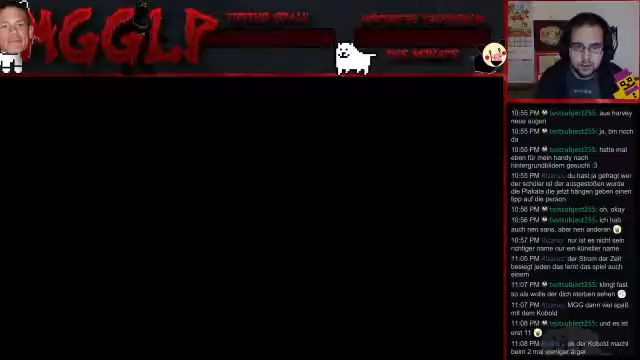 MGGLP
10:55 PM testsubject255: aus harvey
neue augen
10:55 PM testsubject255: ja, bin noch
da
10:55 PM testsubject255: hatte mal
eben für mein handy nach
hintergrundbildern gesucht :3
10:55 PM Rizarus: du hast ja gefragt wer
der schüler ist der ausgestoßen wurde
die Plakate die jetzt hängen geben einen
tipp auf die person
10:56 PM testsubject255: oh, okay
10:56 PM testsubject255: ich hab
auch nen sans, aber nen anderen
10:57 PM Rizarus: nur ist es nicht sein
richtiger name nur ein künstler name
11:05 PM Rizarus: der Strom der Zeit
besiegt jeden das lernt das spiel auch
einem
11:07 PM testsubject255: klingt fast
so als wolle der dich sterben sehen
11:07 PM Rizarus: MGG dann viel spaß
mit dem Kobold
11:08 PM testsubject255: und es ist
erst 11
11:08 PM Rizarus: ok der Kobold macht
beim 2 mal weniger ärger